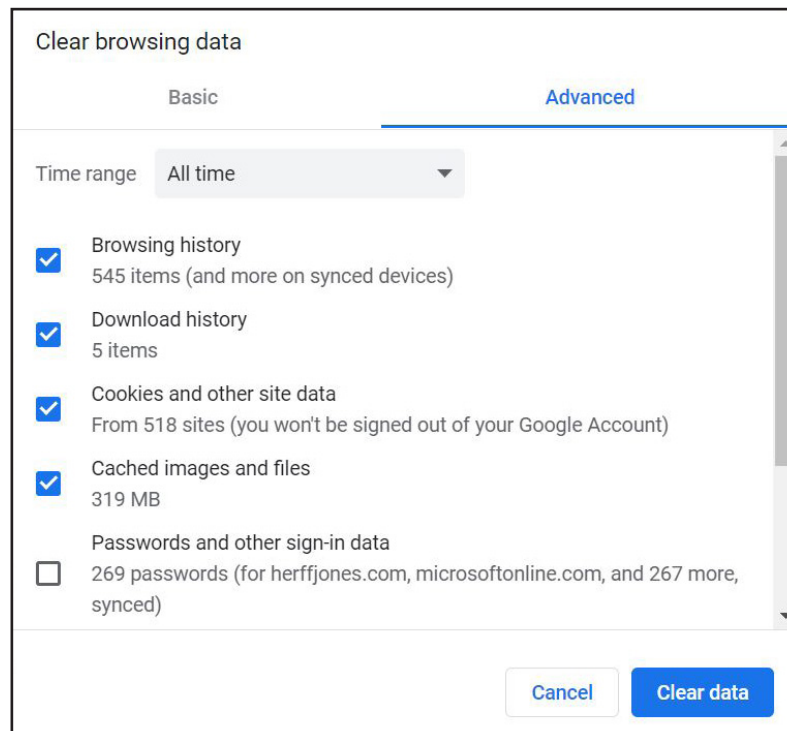 Clear browsing data
Basic
Advanced
Time range
All time
Browsing history
545 items (and more on synced devices)
Download history
5 items
Cookies and other site data
From 518 sites (you won't be signed out of your Google Account)
Cached images and files
319 MB
Passwords and other sign-in data
269 passwords (for herffjones.com, microsoftonline.com, and 267 more,
synced)
Cancel
Clear data